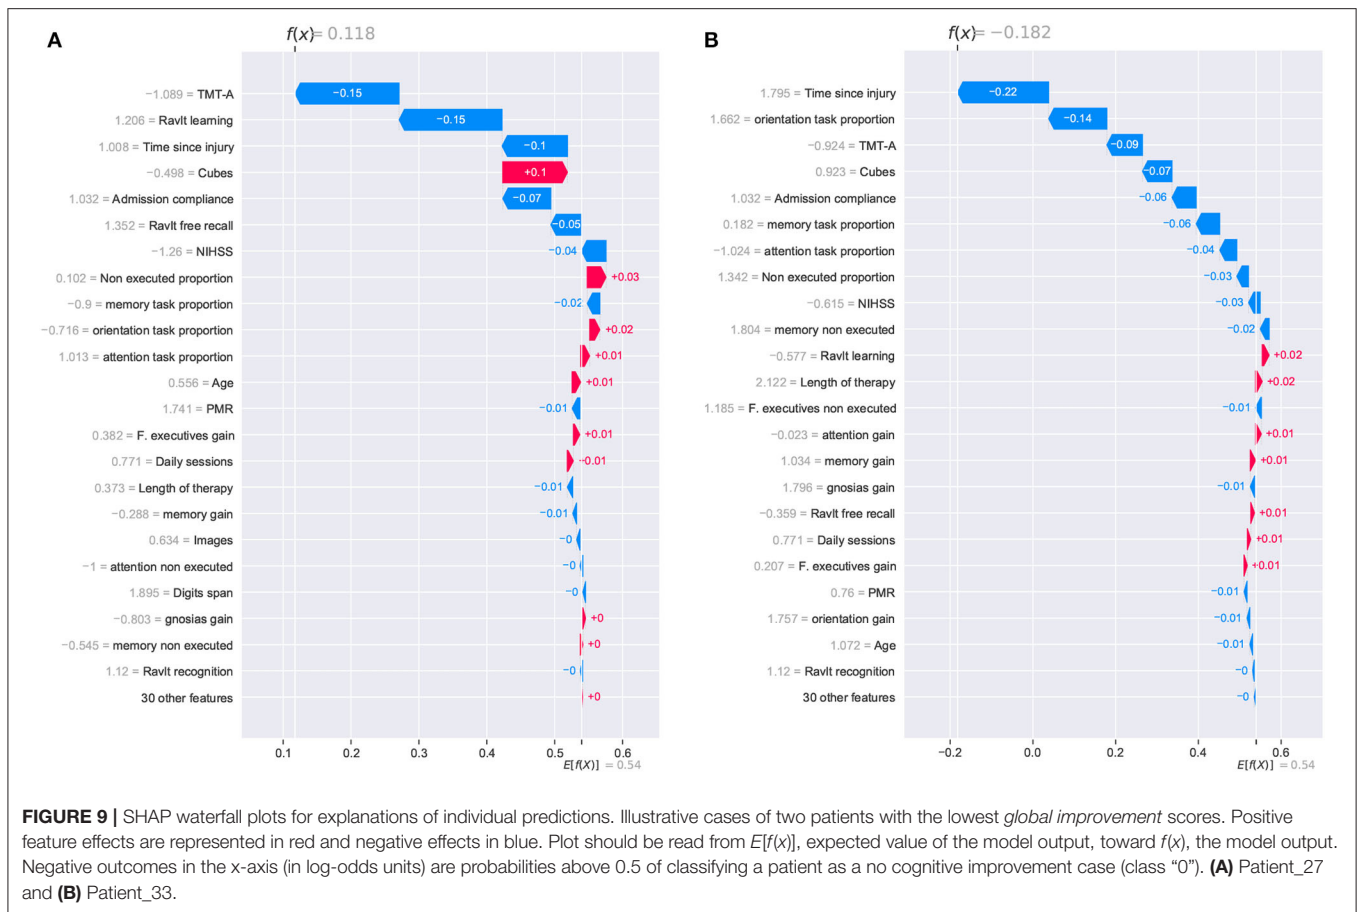 A
f(x)= 0.118
−1.089 = TMT-A
−0.15
1.206 = Ravlt learning
−0.15
1.008 = Time since injury
−0.1
−0.498 = Cubes
+0.1
1.032 = Admission compliance
−0.07
1.352 = Ravlt free recall
−0.05
−1.26 = NIHSS
−0.04
0.102 = Non executed proportion
+0.03
−0.9 = memory task proportion
−0.02
−0.716 = orientation task proportion
+0.02
1.013 = attention task proportion
+0.01
0.556 = Age
+0.01
1.741 = PMR
−0.01
0.382 = F. executives gain
+0.01
0.771 = Daily sessions
+0.01
0.373 = Length of therapy
−0.01
−0.288 = memory gain
−0.01
0.634 = Images
−0
−1 = attention non executed
−0
1.895 = Digits span
−0
−0.803 = gnosias gain
+0
−0.545 = memory non executed
+0
1.12 = Ravlt recognition
−0
30 other features
+0
0.1 0.2 0.3 0.4 0.5 0.6
E[f(X)] = 0.54
B
f(x)= −0.182
1.795 = Time since injury
−0.22
1.662 = orientation task proportion
−0.14
−0.924 = TMT-A
−0.09
0.923 = Cubes
−0.07
1.032 = Admission compliance
−0.06
0.182 = memory task proportion
−0.06
−1.024 = attention task proportion
−0.04
1.342 = Non executed proportion
−0.03
−0.615 = NIHSS
−0.03
1.804 = memory non executed
−0.02
−0.577 = Ravlt learning
+0.02
2.122 = Length of therapy
+0.02
1.185 = F. executives non executed
−0.01
−0.023 = attention gain
+0.01
1.034 = memory gain
+0.01
1.796 = gnosias gain
−0.01
−0.359 = Ravlt free recall
+0.01
0.771 = Daily sessions
+0.01
0.207 = F. executives gain
+0.01
0.76 = PMR
−0.01
1.757 = orientation gain
−0.01
1.072 = Age
−0.01
1.12 = Ravlt recognition
−0
30 other features
−0
−0.2 0.0 0.2 0.4 0.6
E[f(X)] = 0.54
FIGURE 9 | SHAP waterfall plots for explanations of individual predictions. Illustrative cases of two patients with the lowest global improvement scores. Positive
feature effects are represented in red and negative effects in blue. Plot should be read from E[f(x)], expected value of the model output, toward f(x), the model output.
Negative outcomes in the x-axis (in log-odds units) are probabilities above 0.5 of classifying a patient as a no cognitive improvement case (class “0”). (A) Patient_27
and (B) Patient_33.